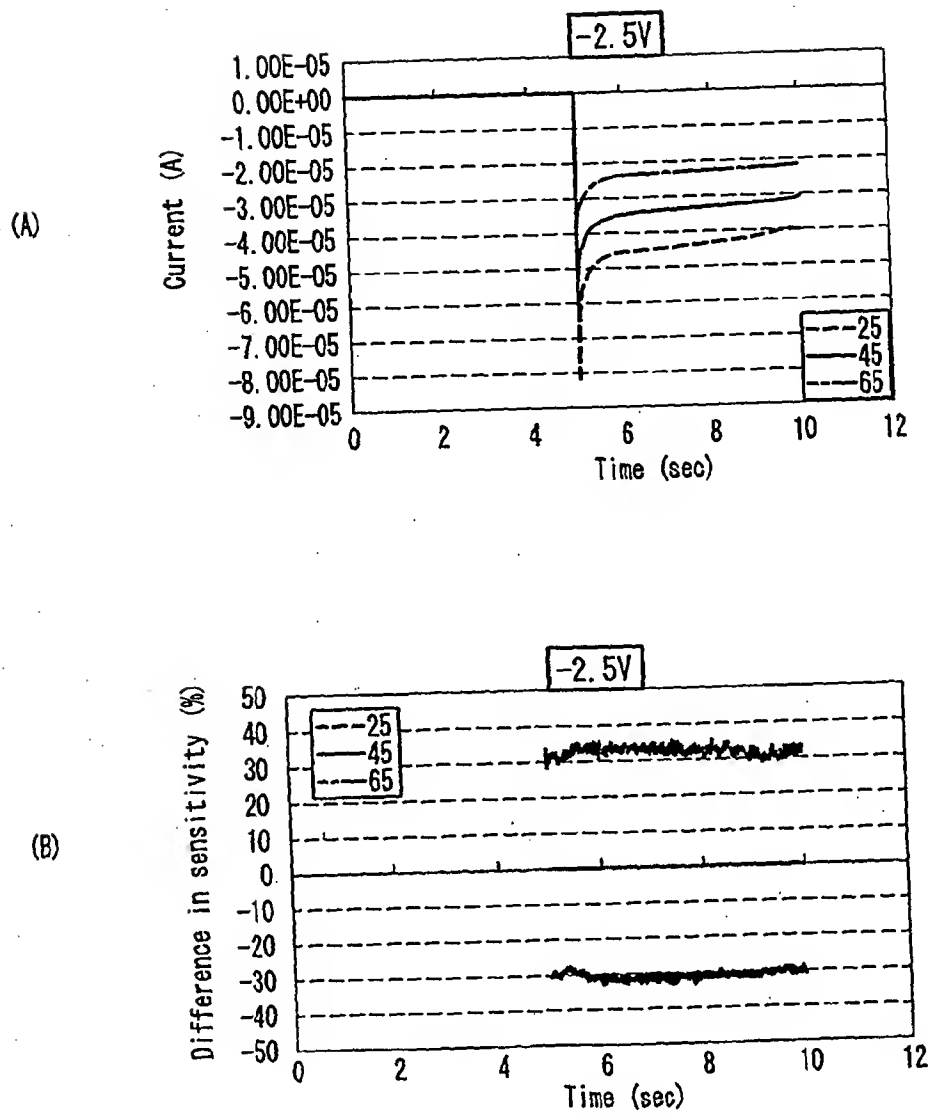 (A)
-2.5V
Current (A)
1.00E-05
0.00E+00
-1.00E-05
-2.00E-05
-3.00E-05
-4.00E-05
-5.00E-05
-6.00E-05
-7.00E-05
-8.00E-05
-9.00E-05
25
45
65
0 2 4 6 8 10 12
Time (sec)
(B)
-2.5V
Difference in sensitivity (%)
50
40
30
20
10
0
-10
-20
-30
-40
-50
25
45
65
0 2 4 6 8 10 12
Time (sec)